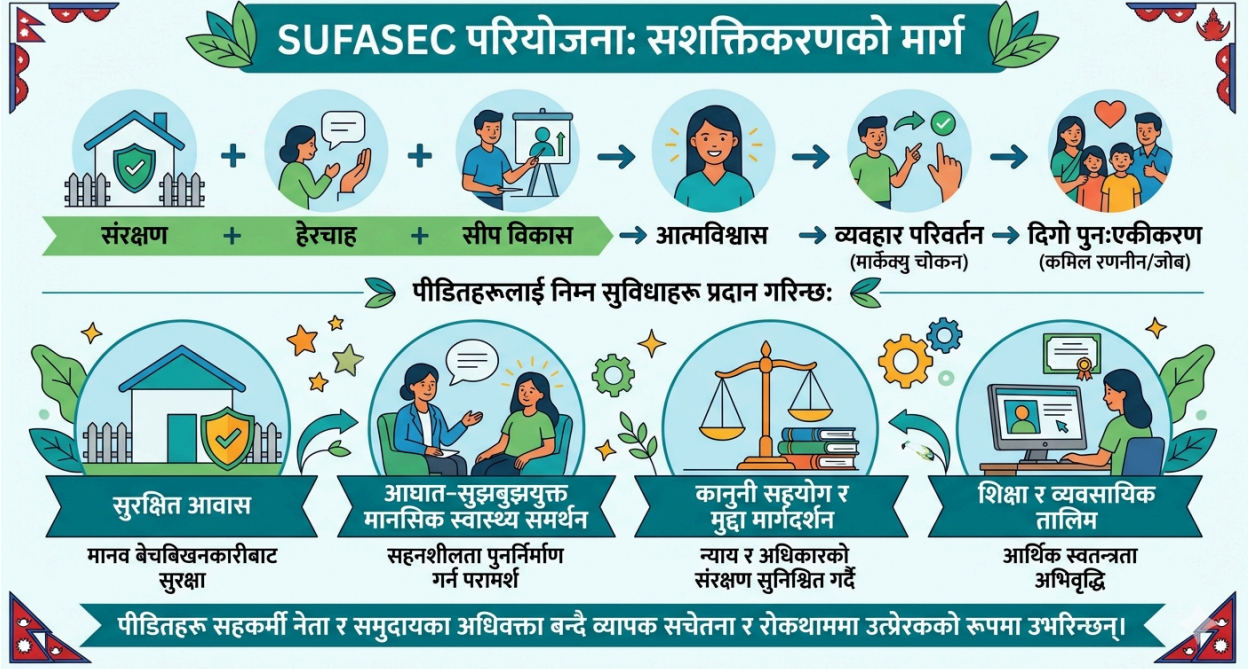 SUFASEC परियोजना: सशक्तिकरणको मार्ग
संरक्षण + हेरचाह + सीप विकास → आत्मविश्वास → व्यवहार परिवर्तन → दिगो पुन:एकीकरण
(मार्केक्यु चोकन) (कमिल रणनीन/जोब)
पीडितहरूलाई निम्न सुविधाहरू प्रदान गरिन्छ:
सुरक्षित आवास
मानव बेचबिखनकारीबाट
सुरक्षा
आघात-सुझबुझयुक्त
मानसिक स्वास्थ्य समर्थन
सहनशीलता पुनर्निर्माण
गर्न परामर्श
कानुनी सहयोग र
मुद्दा मार्गदर्शन
न्याय र अधिकारको
संरक्षण सुनिश्चित गर्दै
शिक्षा र व्यवसायिक
तालिम
आर्थिक स्वतन्त्रता
अभिवृद्धि
पीडितहरू सहकर्मी नेता र समुदायका अधिवक्ता बन्दै व्यापक सचेतना र रोकथाममा उत्प्रेरकको रूपमा उभरिन्छन्।